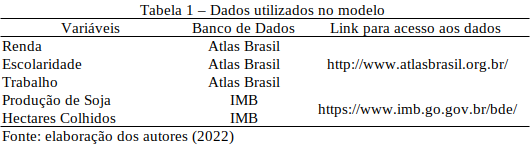 Tabela 1 – Dados utilizados no modelo
Variáveis Banco de Dados Link para acesso aos dados
Renda Atlas Brasil
Escolaridade Atlas Brasil http://www.atlasbrasil.org.br/
Trabalho Atlas Brasil
Produção de Soja IMB
https://www.imb.go.gov.br/bde/
Hectares Colhidos IMB
Fonte: elaboração dos autores (2022)